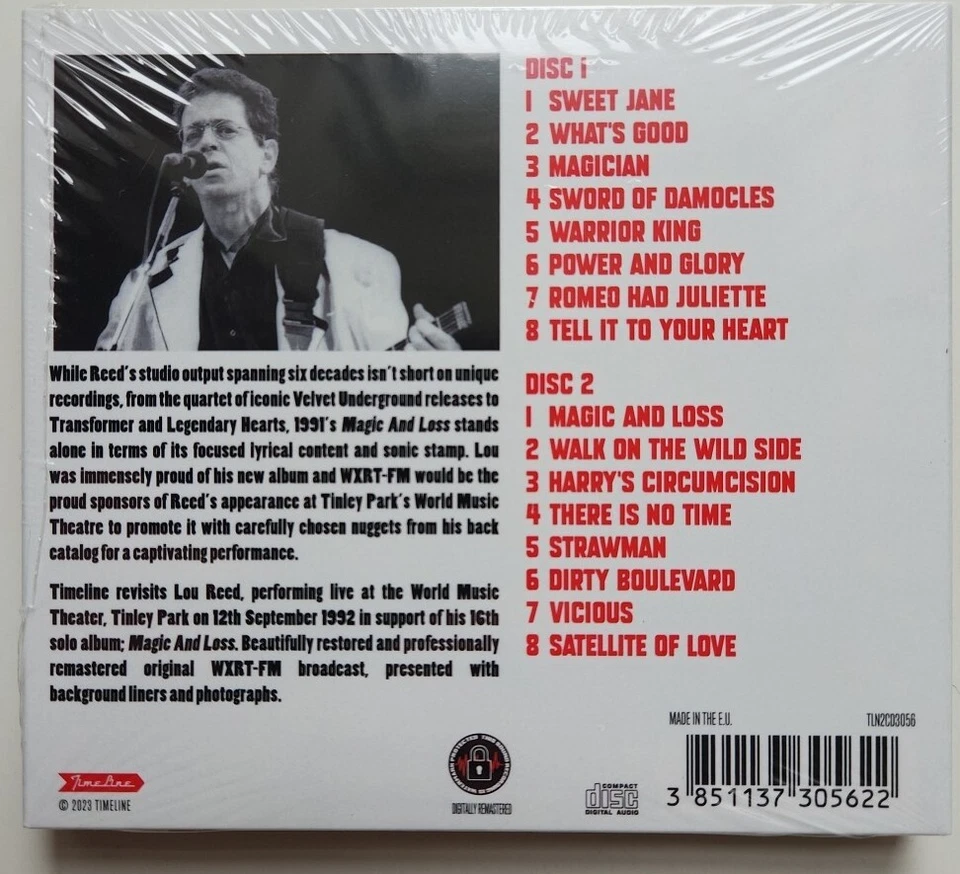 While Reed's studio output spanning six decades isn't short on unique
recordings, from the quartet of iconic Velvet Underground releases to
Transformer and Legendary Hearts, 1991's Magic And Loss stands
alone in terms of its focused lyrical content and sonic stamp. Lou
was immensely proud of his new album and WXRT-FM would be the
proud sponsors of Reed's appearance at Tinley Park's World Music
Theatre to promote it with carefully chosen nuggets from his back
catalog for a captivating performance.
Timeline revisits Lou Reed, performing live at the World Music
Theater, Tinley Park on 12th September 1992 in support of his 16th
solo album; Magic And Loss. Beautifully restored and professionally
remastered original WXRT-FM broadcast, presented with
background liners and photographs.
DISC 1
1 SWEET JANE
2 WHAT'S GOOD
3 MAGICIAN
4 SWORD OF DAMOCLES
5 WARRIOR KING
6 POWER AND GLORY
7 ROMEO HAD JULIETTE
8 TELL IT TO YOUR HEART
DISC 2
1 MAGIC AND LOSS
2 WALK ON THE WILD SIDE
3 HARRY'S CIRCUMCISION
4 THERE IS NO TIME
5 STRAWMAN
6 DIRTY BOULEVARD
7 VICIOUS
8 SATELLITE OF LOVE
Time Line
© 2023 TIMELINE
DIGITALLY REMASTERED
COMPACT
disc
DIGITAL AUDIO
MADE IN THE E.U.
TLN2CD3056
3 851137 305622